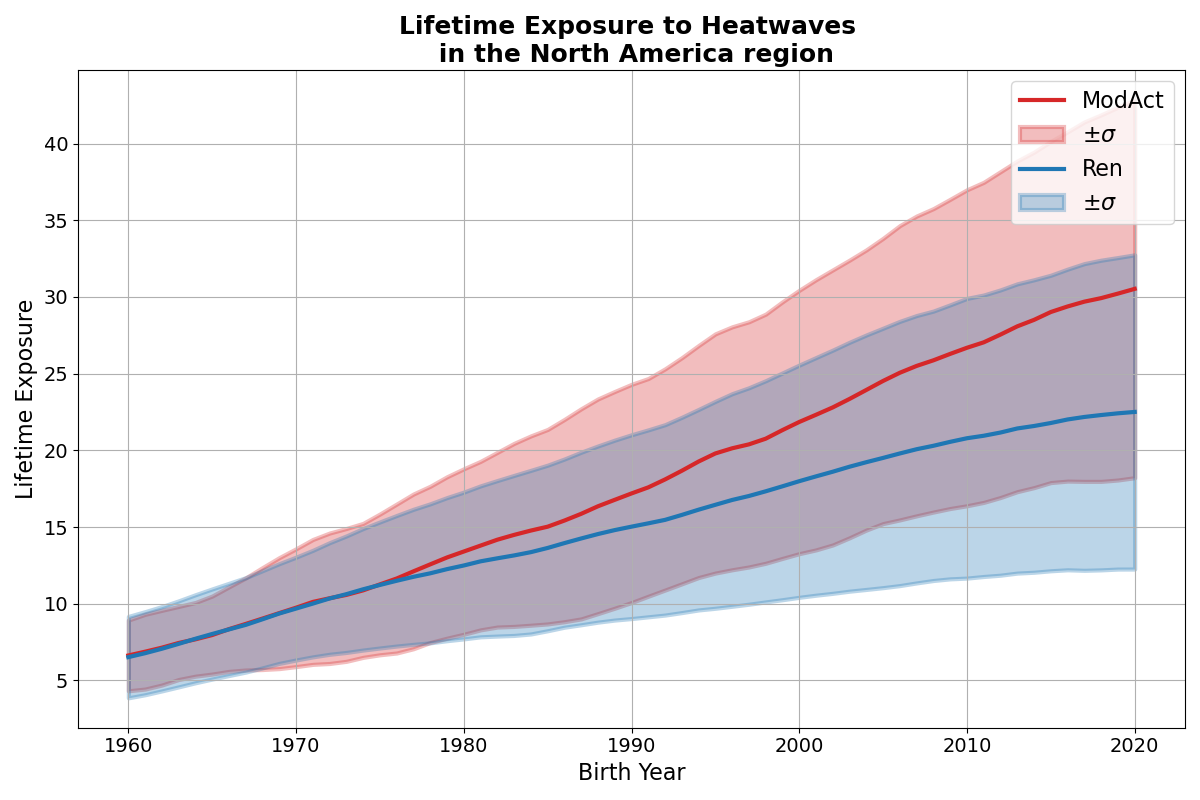 Lifetime Exposure to Heatwaves
in the North America region
ModAct
±σ
Ren
±σ
Lifetime Exposure
40
35
30
25
20
15
10
5
1960 1970 1980 1990 2000 2010 2020
Birth Year